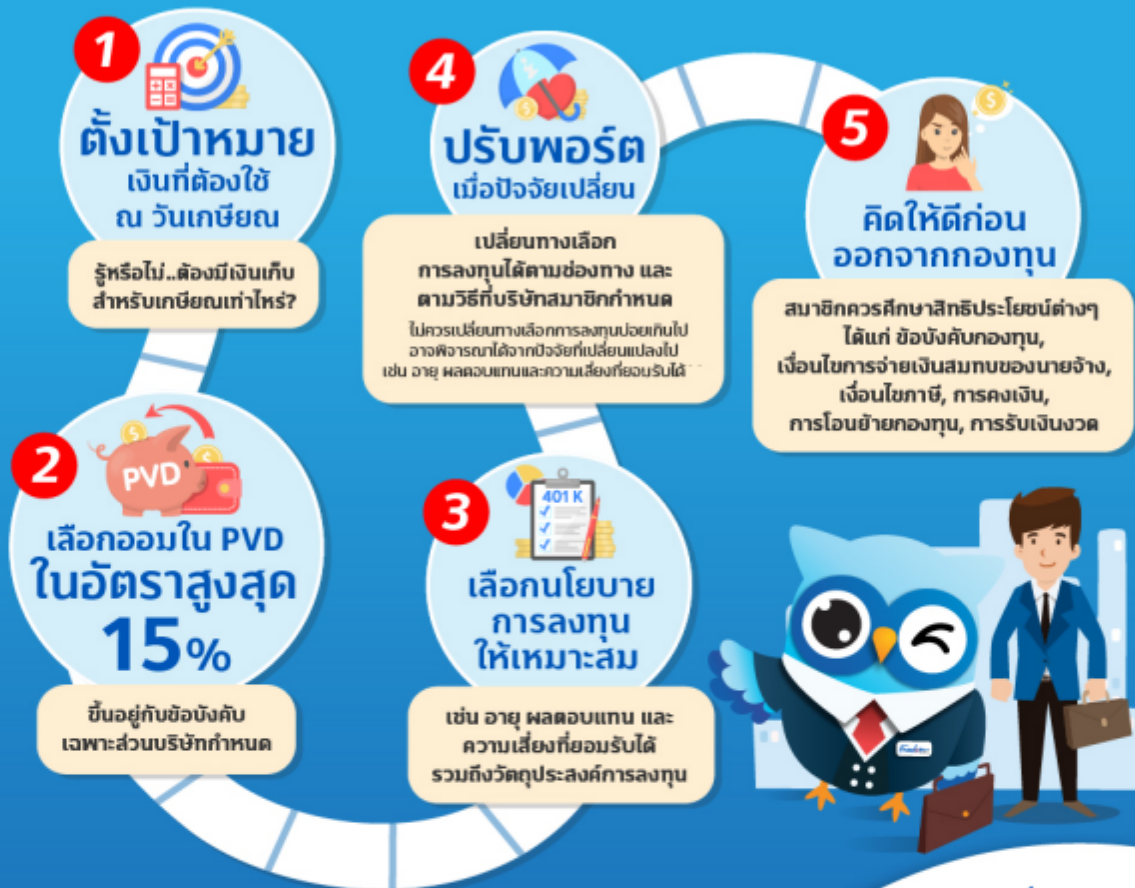 1
ตั้งเป้าหมาย
เงินที่ต้องใช้
ณ วันเกษียณ
รู้หรือไม่..ต้องมีเงินเก็บ
สำหรับเกษียณเท่าไหร่?
2
PVD
เลือกออมใน PVD
ในอัตราสูงสุด
15%
ขึ้นอยู่กับข้อบังคับ
เฉพาะส่วนบริษัทกำหนด
3
401 K
เลือกนโยบาย
การลงทุน
ให้เหมาะสม
เช่น อายุ ผลตอบแทน และ
ความเสี่ยงที่ยอมรับได้
รวมถึงวัตถุประสงค์การลงทุน
4
ปรับพอร์ต
เมื่อปัจจัยเปลี่ยน
เปลี่ยนทางเลือก
การลงทุนได้ตามช่องทาง และ
ตามวิธีที่บริษัทสมาชิกกำหนด
ไม่ควรเปลี่ยนทางเลือกการลงทุนบ่อยเกินไป
อาจพิจารณาได้จากปัจจัยที่เปลี่ยนแปลงไป
เช่น อายุ ผลตอบแทนและความเสี่ยงที่ยอมรับได้
5
คิดให้ดีก่อน
ออกจากกองทุน
สมาชิกควรศึกษาสิทธิประโยชน์ต่างๆ
ได้แก่ ข้อบังคับกองทุน,
เงื่อนไขการจ่ายเงินสมทบของนายจ้าง,
เงื่อนไขภาษี, การคงเงิน,
การโอนย้ายกองทุน, การรับเงินงวด